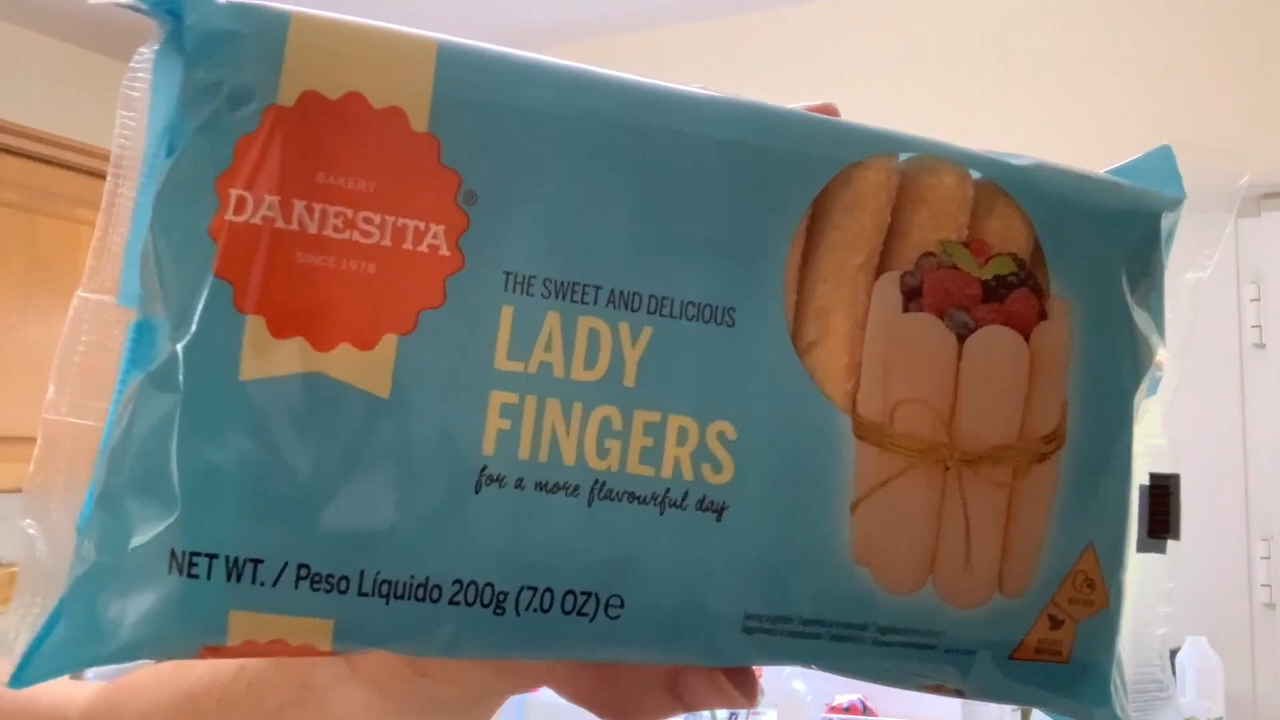 BAKERY
DANESITA®
SINCE 1978
THE SWEET AND DELICIOUS
LADY
FINGERS
for a more flavourful day
NET WT. / Peso Líquido 200g (7.0 OZ) ℮